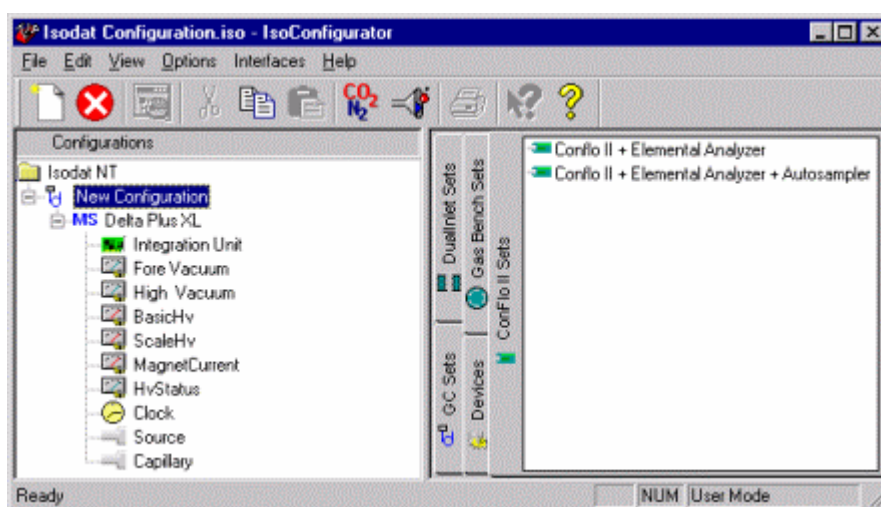 Isodat Configuration.iso - IsoConfigurator
File Edit View Options Interfaces Help
CO2
N2
Configurations
Isodat NT
New Configuration
MS Delta Plus XL
Integration Unit
Fore Vacuum
High Vacuum
BasicHv
ScaleHv
MagnetCurrent
HvStatus
Clock
Source
Capillary
DualInlet Sets
GC Sets
Gas Bench Sets
Devices
ConFlo II Sets
Conflo II + Elemental Analyzer
Conflo II + Elemental Analyzer + Autosampler
Ready
NUM User Mode